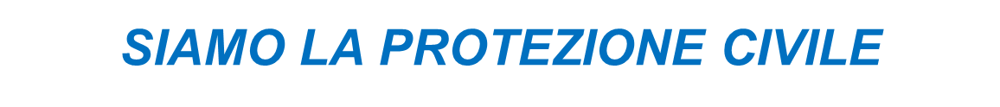 SIAMO LA PROTEZIONE CIVILE